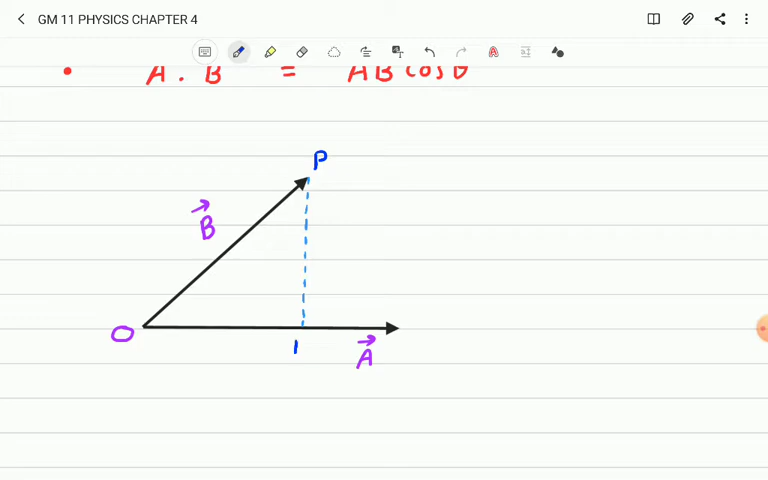 GM 11 PHYSICS CHAPTER 4
• A . B = AB cos θ
P
B
O
A